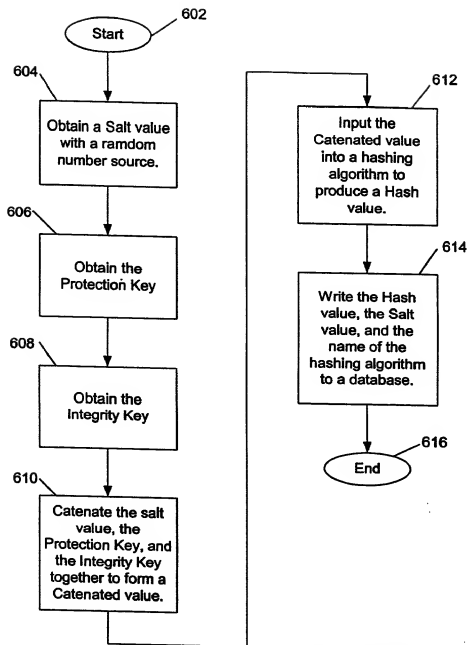 602
Start
604
Obtain a Salt value
with a ramdom
number source.
606
Obtain the
Protection Key
608
Obtain the
Integrity Key
610
Catenate the salt
value, the
Protection Key, and
the Integrity Key
together to form a
Catenated value.
612
Input the
Catenated value
into a hashing
algorithm to
produce a Hash
value.
614
Write the Hash
value, the Salt
value, and the
name of the
hashing algorithm
to a database.
616
End